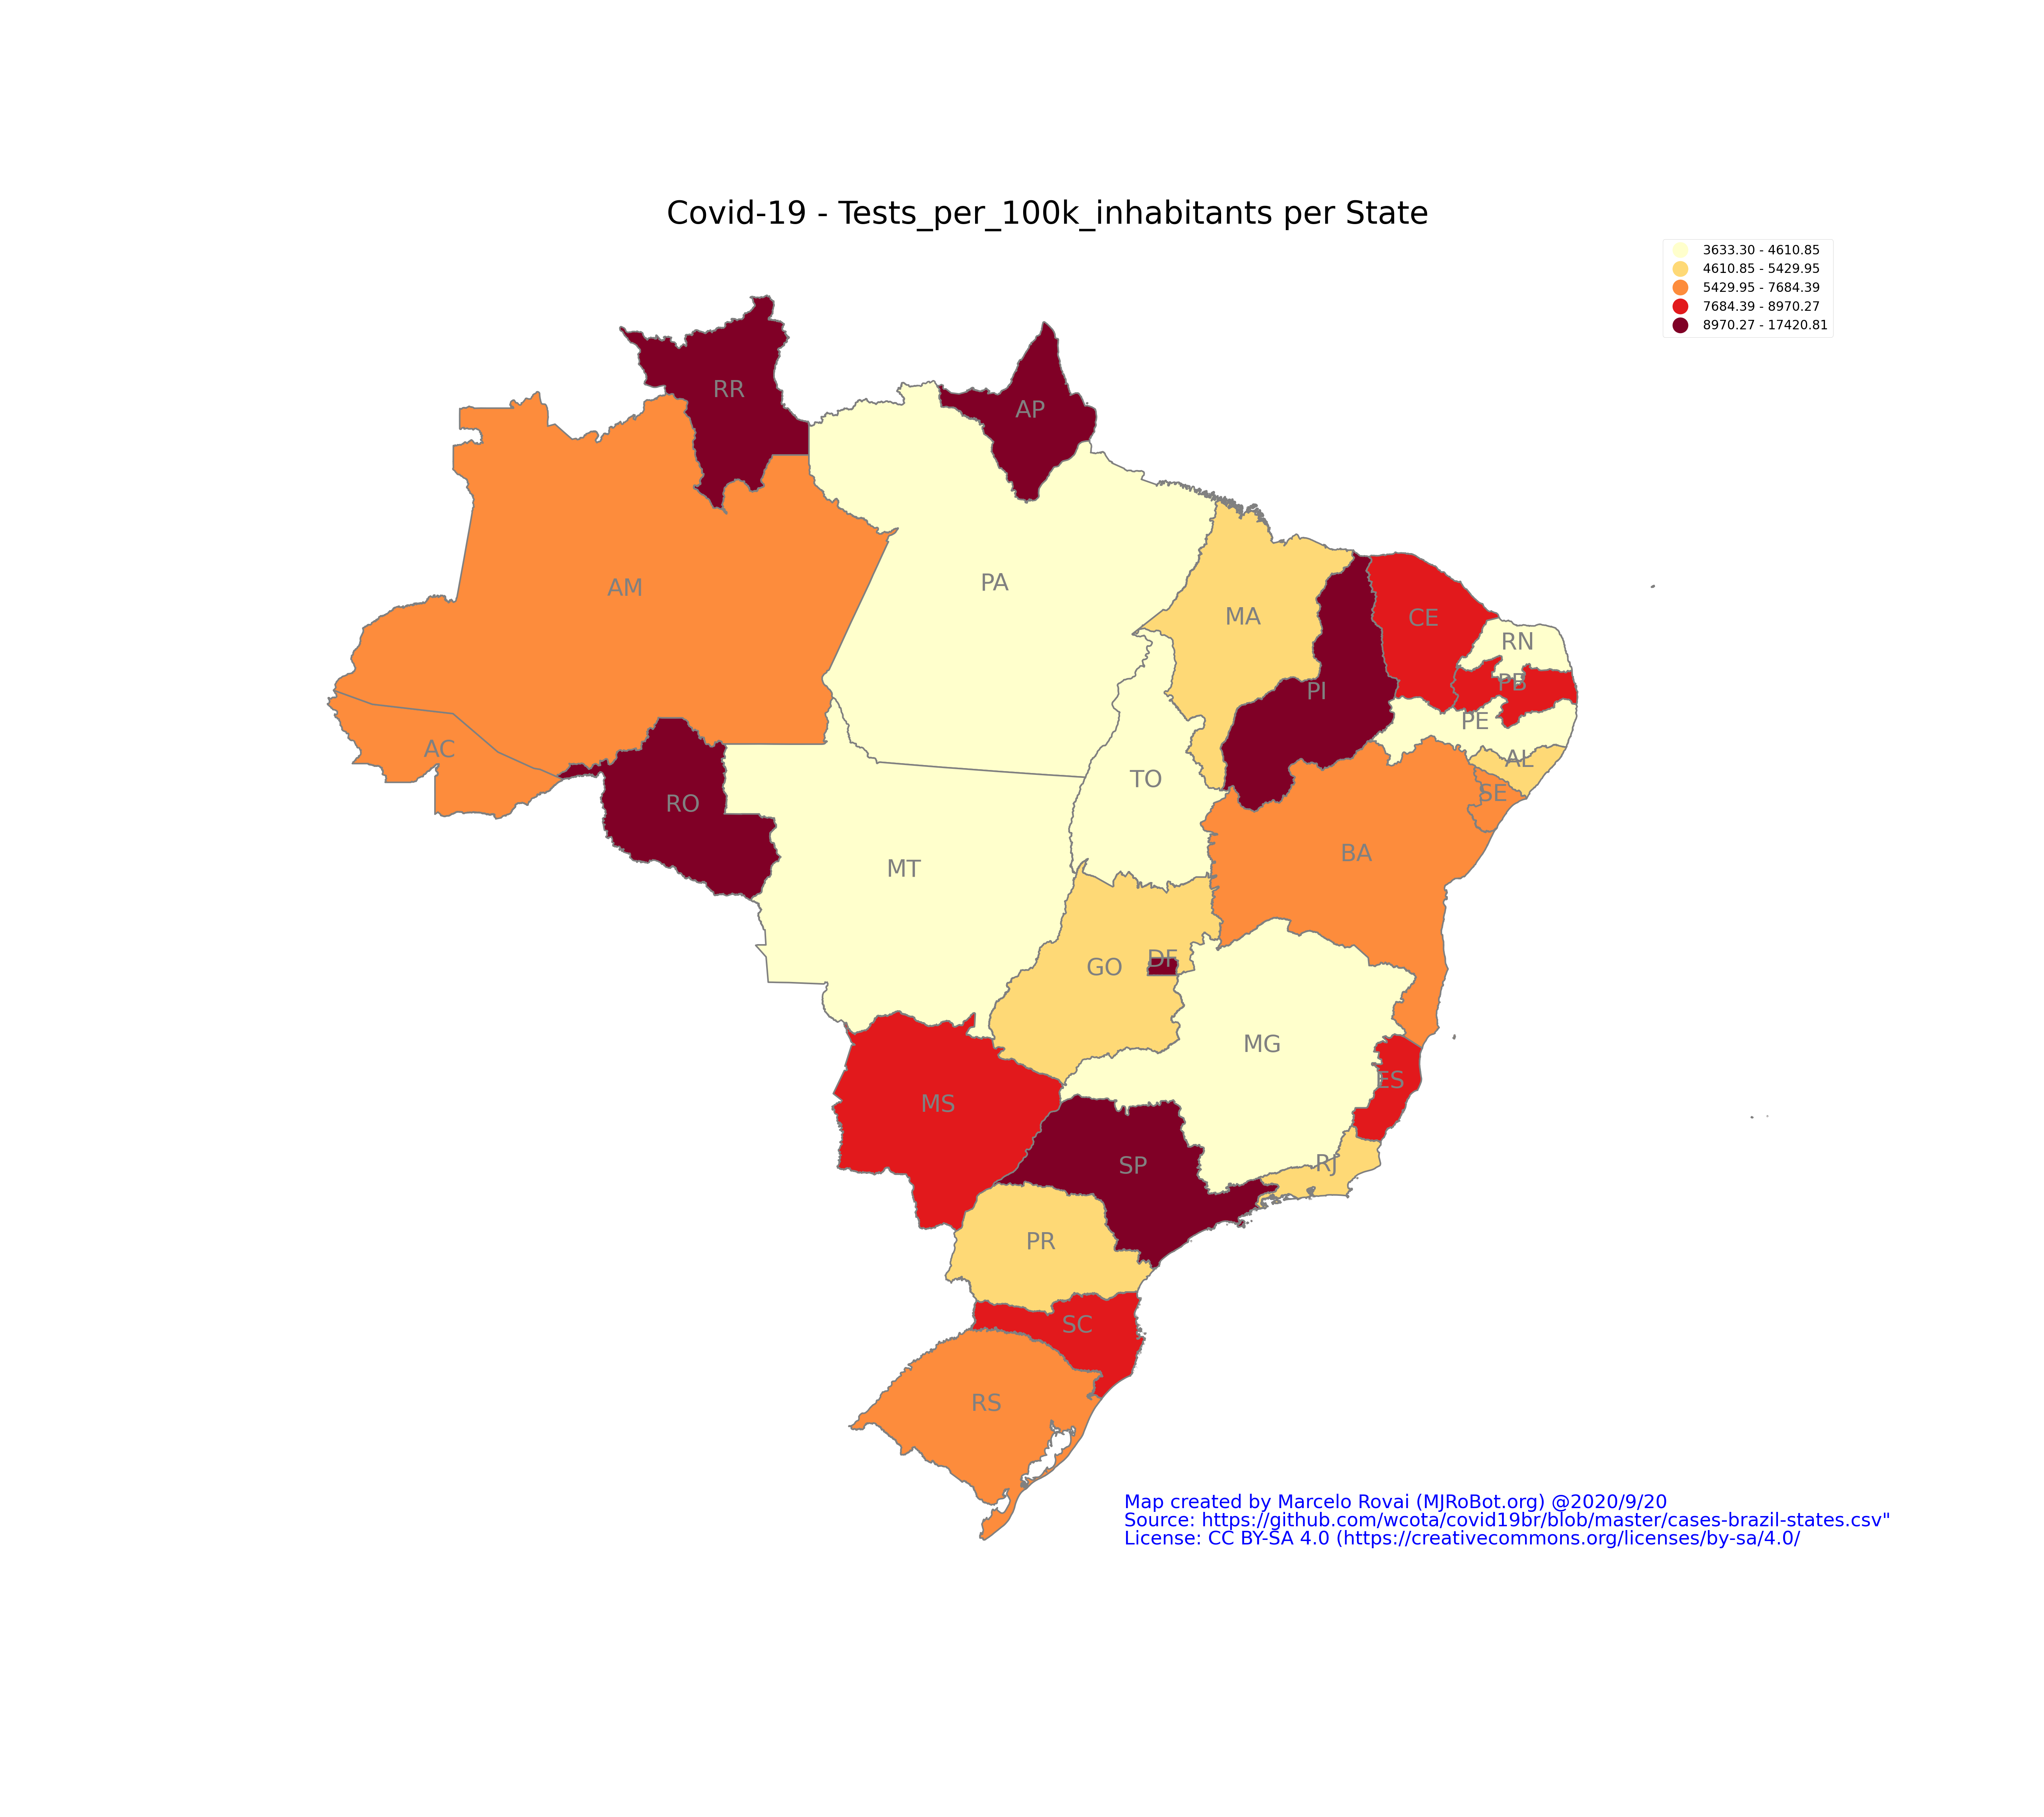 Covid-19 - Tests_per_100k_inhabitants per State
3633.30 - 4610.85
4610.85 - 5429.95
5429.95 - 7684.39
7684.39 - 8970.27
8970.27 - 17420.81
RR
AP
AM
PA
MA
CE
RN
PB
PI
PE
AC
AL
TO
SE
RO
BA
MT
DF
GO
MG
ES
MS
RJ
SP
PR
SC
RS
Map created by Marcelo Rovai (MJRoBot.org) @2020/9/20
Source: https://github.com/wcota/covid19br/blob/master/cases-brazil-states.csv"
License: CC BY-SA 4.0 (https://creativecommons.org/licenses/by-sa/4.0/